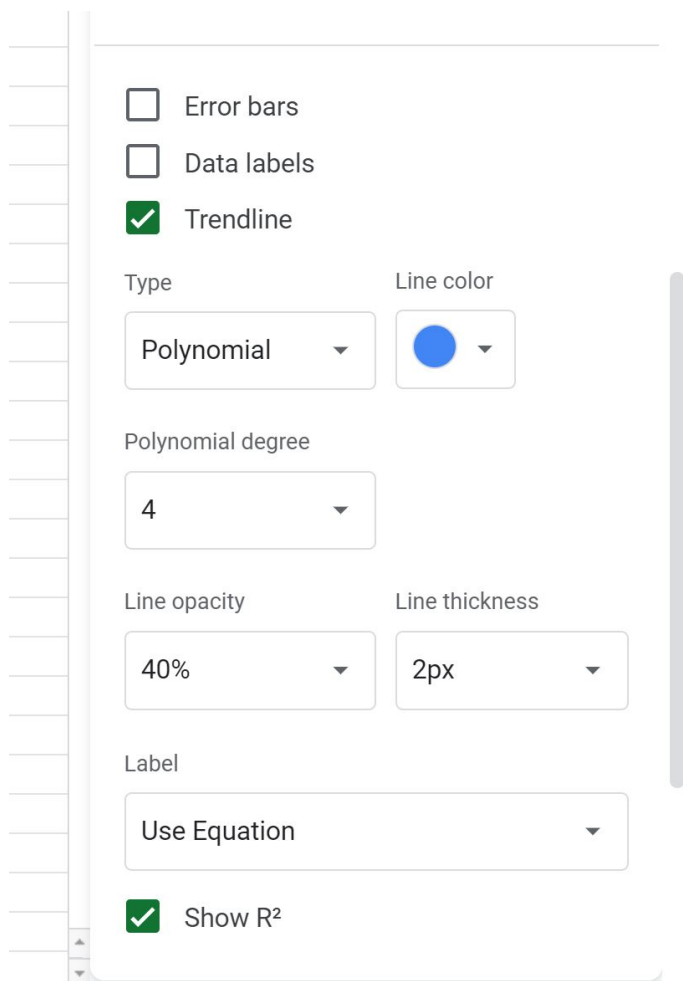 Error bars
Data labels
Trendline
Type Line color
Polynomial
Polynomial degree
4
Line opacity Line thickness
40% 2px
Label
Use Equation
Show R²